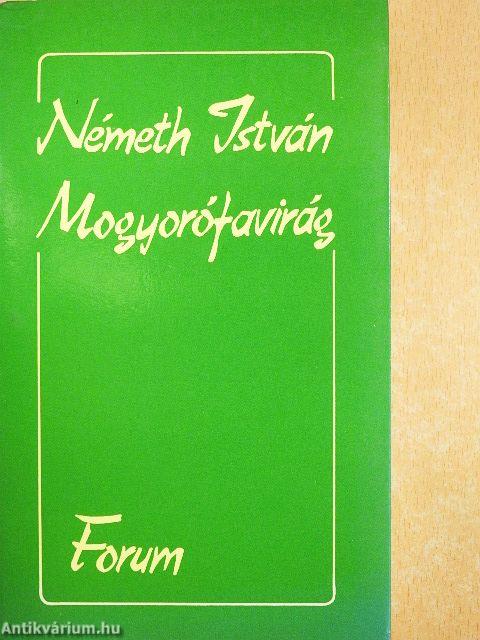 Németh István
Mogyorófavirág
Forum
Antikvárium.hu